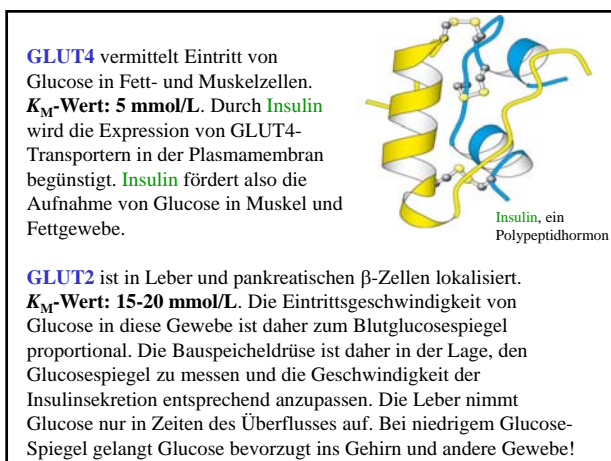 GLUT4 vermittelt Eintritt von
Glucose in Fett- und Muskelzellen.
KM-Wert: 5 mmol/L. Durch Insulin
wird die Expression von GLUT4-
Transportern in der Plasmamembran
begünstigt. Insulin fördert also die
Aufnahme von Glucose in Muskel und
Fettgewebe.
Insulin, ein
Polypeptidhormon
GLUT2 ist in Leber und pankreatischen β-Zellen lokalisiert.
KM-Wert: 15-20 mmol/L. Die Eintrittsgeschwindigkeit von
Glucose in diese Gewebe ist daher zum Blutglucosespiegel
proportional. Die Bauspeicheldrüse ist daher in der Lage, den
Glucosespiegel zu messen und die Geschwindigkeit der
Insulinsekretion entsprechend anzupassen. Die Leber nimmt
Glucose nur in Zeiten des Überflusses auf. Bei niedrigem Glucose-
Spiegel gelangt Glucose bevorzugt ins Gehirn und andere Gewebe!